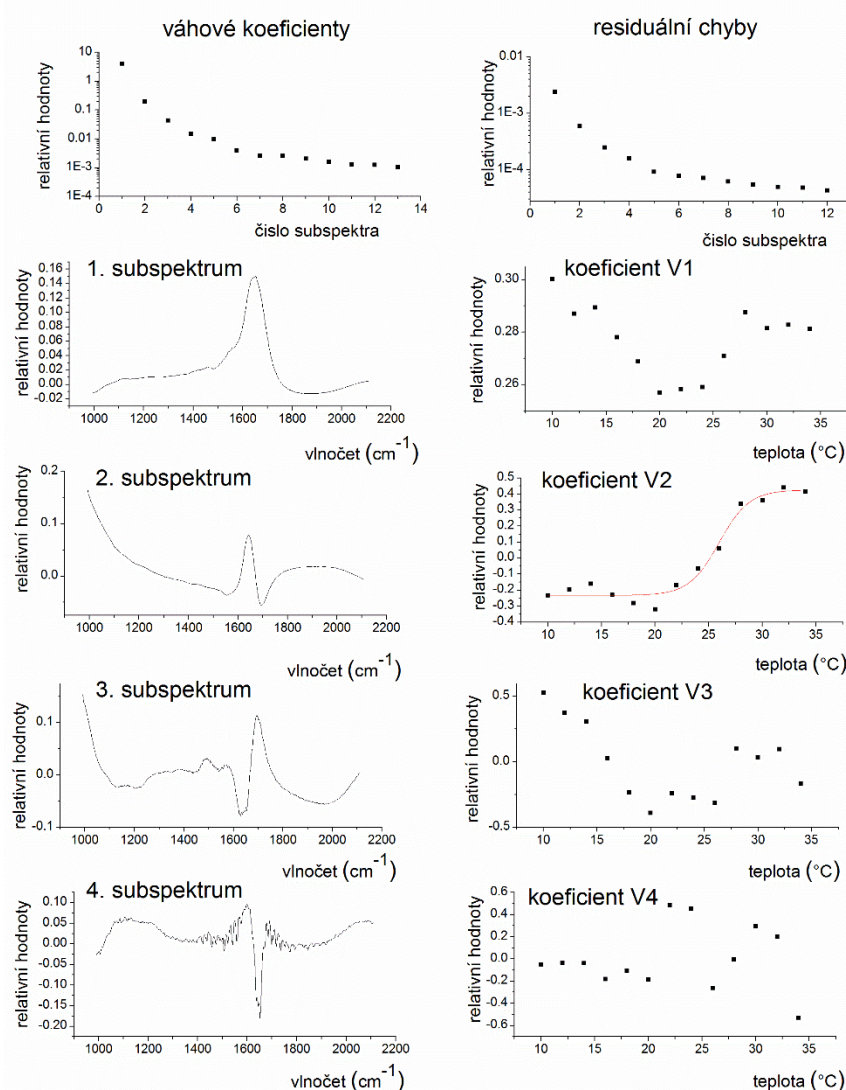 váhové koeficienty
relativní hodnoty
10
1
0.1
0.01
1E-3
1E-4
0 2 4 6 8 10 12 14
číslo subspektra
residuální chyby
relativní hodnoty
0.01
1E-3
1E-4
0 2 4 6 8 10 12
číslo subspektra
1. subspektrum
relativní hodnoty
0.16
0.14
0.12
0.10
0.08
0.06
0.04
0.02
0.00
-0.02
1000 1200 1400 1600 1800 2000 2200
vlnočet (cm⁻¹)
koeficient V1
relativní hodnoty
0.30
0.28
0.26
10 15 20 25 30 35
teplota (°C)
2. subspektrum
relativní hodnoty
0.2
0.1
0.0
1000 1200 1400 1600 1800 2000 2200
vlnočet (cm⁻¹)
koeficient V2
relativní hodnoty
0.5
0.4
0.3
0.2
0.1
0.0
-0.1
-0.2
-0.3
-0.4
10 15 20 25 30 35
teplota (°C)
3. subspektrum
relativní hodnoty
0.1
0.0
-0.1
1000 1200 1400 1600 1800 2000 2200
vlnočet (cm⁻¹)
koeficient V3
relativní hodnoty
0.5
0.0
-0.5
10 15 20 25 30 35
teplota (°C)
4. subspektrum
relativní hodnoty
0.10
0.05
0.00
-0.05
-0.10
-0.15
-0.20
1000 1200 1400 1600 1800 2000 2200
vlnočet (cm⁻¹)
koeficient V4
relativní hodnoty
0.6
0.4
0.2
0.0
-0.2
-0.4
-0.6
10 15 20 25 30 35
teplota (°C)